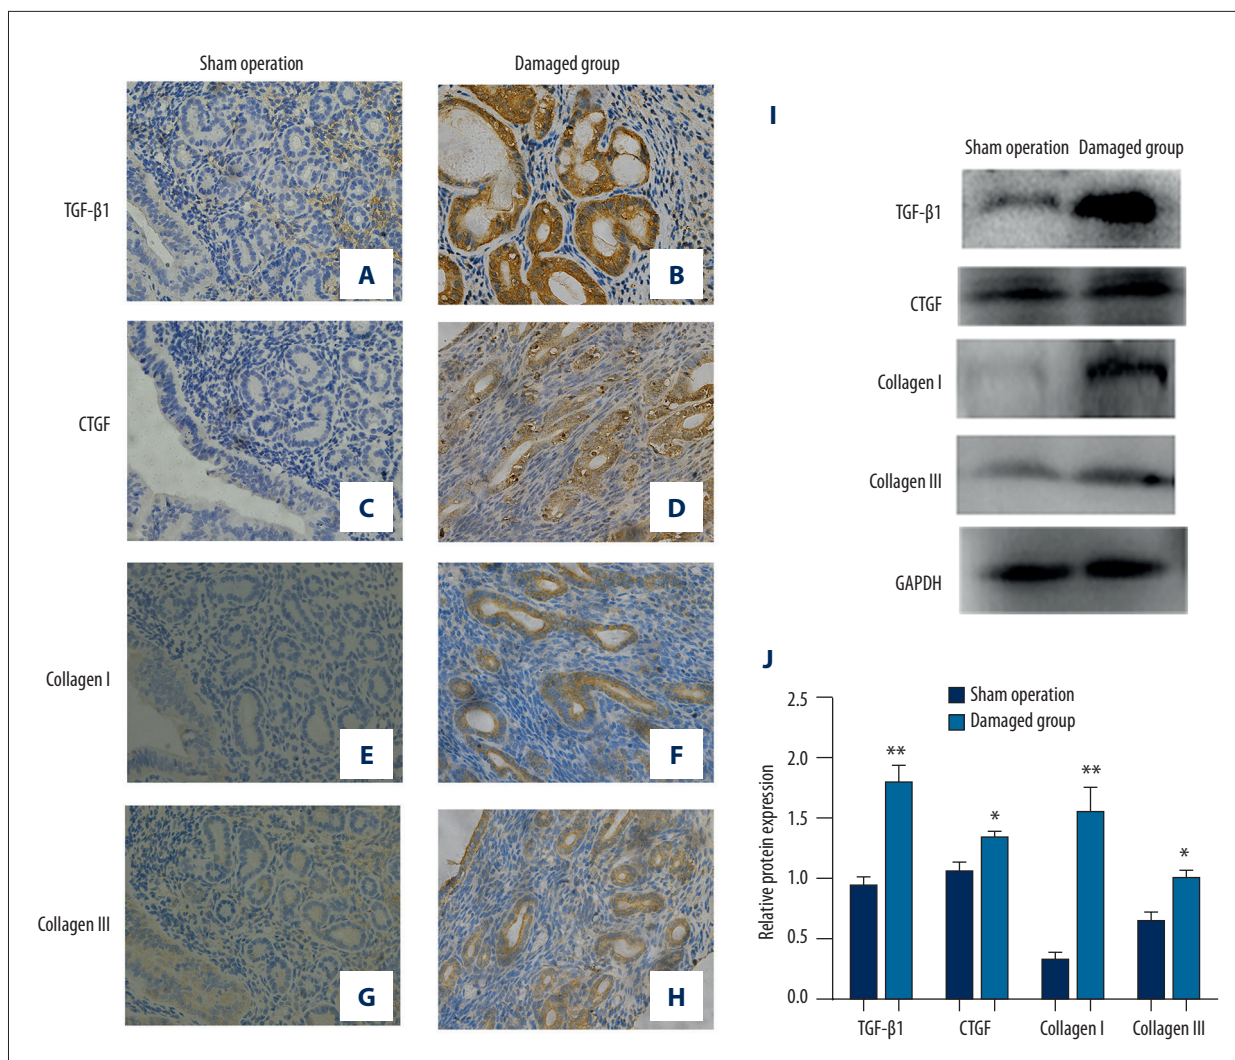 Sham operation
Damaged group
TGF-β1
A
B
CTGF
C
D
Collagen I
E
F
Collagen III
G
H
I
Sham operation Damaged group
TGF-β1
CTGF
Collagen I
Collagen III
GAPDH
J
Sham operation
Damaged group
Relative protein expression
2.5
2.0
1.5
1.0
0.5
0.0
**
*
**
*
TGF-β1
CTGF
Collagen I
Collagen III